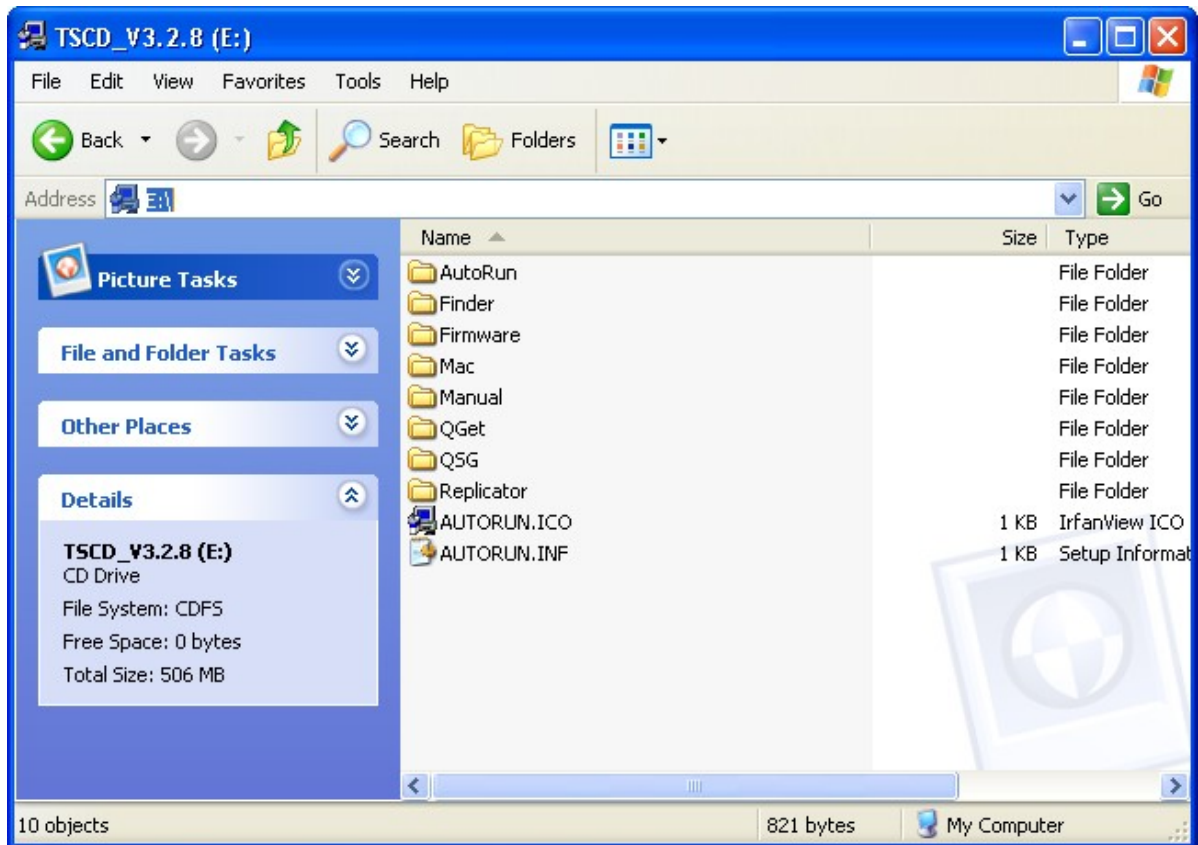 TSCD_V3.2.8 (E:)
File Edit View Favorites Tools Help
Back Search Folders
Address E:\ Go
Name Size Type
Picture Tasks
File and Folder Tasks
Other Places
Details
TSCD_V3.2.8 (E:)
CD Drive
File System: CDFS
Free Space: 0 bytes
Total Size: 506 MB
AutoRun File Folder
Finder File Folder
Firmware File Folder
Mac File Folder
Manual File Folder
QGet File Folder
QSG File Folder
Replicator File Folder
AUTORUN.ICO 1 KB IrfanView ICO
AUTORUN.INF 1 KB Setup Informat
10 objects 821 bytes My Computer